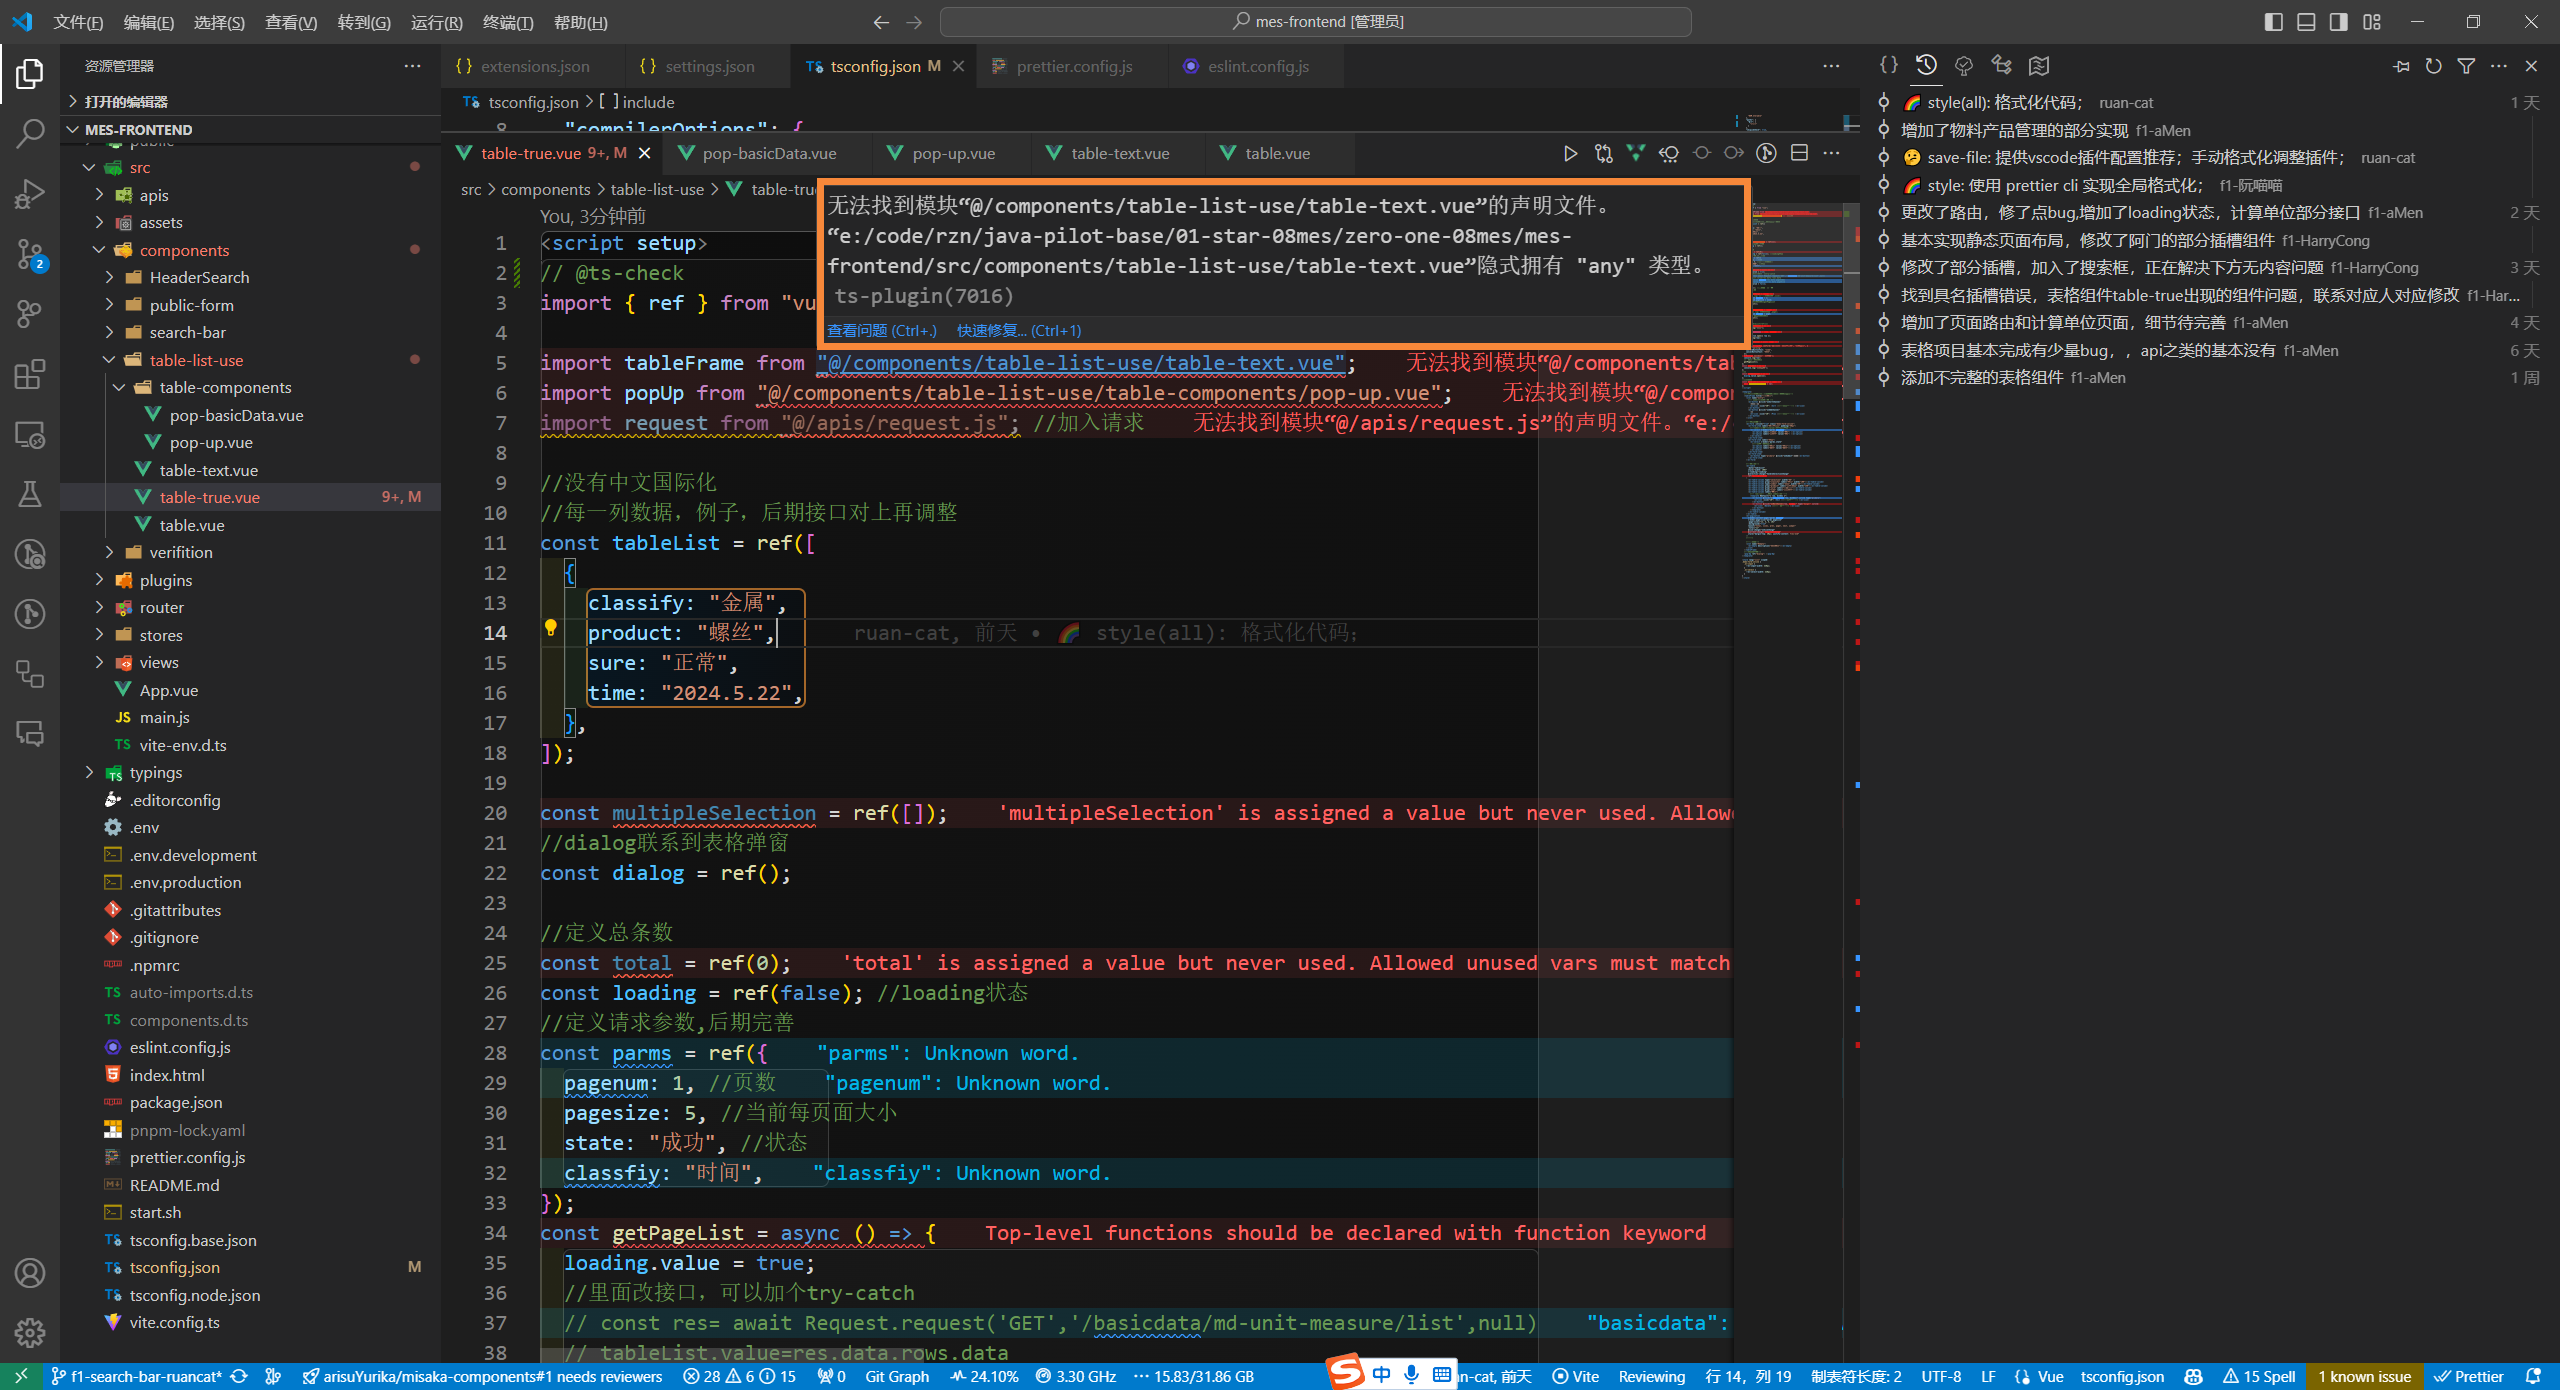 文件(F) 编辑(E) 选择(S) 查看(V) 转到(G) 运行(R) 终端(T) 帮助(H)
mes-frontend [管理员]
资源管理器
打开的编辑器
MES-FRONTEND
public
src
apis
assets
components
HeaderSearch
public-form
search-bar
table-list-use
table-components
pop-basicData.vue
pop-up.vue
table-text.vue
table-true.vue 9+, M
table.vue
verifition
plugins
router
stores
views
App.vue
JS main.js
TS vite-env.d.ts
typings
.editorconfig
.env
.env.development
.env.production
.gitattributes
.gitignore
.npmrc
TS auto-imports.d.ts
TS components.d.ts
eslint.config.js
index.html
package.json
pnpm-lock.yaml
prettier.config.js
README.md
start.sh
tsconfig.base.json
tsconfig.json M
tsconfig.node.json
vite.config.ts
extensions.json settings.json tsconfig.json M prettier.config.js eslint.config.js
tsconfig.json > [ ] include
8 "compilerOptions": {
table-true.vue 9+, M pop-basicData.vue pop-up.vue table-text.vue table.vue
src > components > table-list-use > table-tru
无法找到模块“@/components/table-list-use/table-text.vue”的声明文件。
“e:/code/rzn/java-pilot-base/01-star-08mes/zero-one-08mes/mes-
frontend/src/components/table-list-use/table-text.vue”隐式拥有 "any" 类型。
ts-plugin(7016)
查看问题 (Ctrl+.) 快速修复... (Ctrl+1)
You, 3分钟前
1 <script setup>
2 // @ts-check
3 import { ref } from "vu
4
5 import tableFrame from "@/components/table-list-use/table-text.vue"; 无法找到模块“@/components/tab
6 import popUp from "@/components/table-list-use/table-components/pop-up.vue"; 无法找到模块“@/compon
7 import request from "@/apis/request.js"; //加入请求 无法找到模块“@/apis/request.js”的声明文件。“e:/
8
9 //没有中文国际化
10 //每一列数据，例子，后期接口对上再调整
11 const tableList = ref([
12 {
13 classify: "金属",
14 product: "螺丝", ruan-cat, 前天 • 🌈 style(all): 格式化代码;
15 sure: "正常",
16 time: "2024.5.22",
17 },
18 ]);
19
20 const multipleSelection = ref([]); 'multipleSelection' is assigned a value but never used. Allow
21 //dialog联系到表格弹窗
22 const dialog = ref();
23
24 //定义总条数
25 const total = ref(0); 'total' is assigned a value but never used. Allowed unused vars must match
26 const loading = ref(false); //loading状态
27 //定义请求参数,后期完善
28 const parms = ref({ "parms": Unknown word.
29 pagenum: 1, //页数 "pagenum": Unknown word.
30 pagesize: 5, //当前每页面大小
31 state: "成功", //状态
32 classfiy: "时间", "classfiy": Unknown word.
33 });
34 const getPageList = async () => { Top-level functions should be declared with function keyword
35 loading.value = true;
36 //里面改接口，可以加个try-catch
37 // const res= await Request.request('GET','/basicdata/md-unit-measure/list',null) "basicdata":
38 // tableList.value=res.data.rows.data
🌈 style(all): 格式化代码； ruan-cat 1 天
增加了物料产品管理的部分实现 f1-aMen
🤔 save-file: 提供vscode插件配置推荐；手动格式化调整插件； ruan-cat
🌈 style: 使用 prettier cli 实现全局格式化； f1-阮喵喵
更改了路由，修了点bug,增加了loading状态，计算单位部分接口 f1-aMen 2 天
基本实现静态页面布局，修改了阿门的部分插槽组件 f1-HarryCong
修改了部分插槽，加入了搜索框，正在解决下方无内容问题 f1-HarryCong 3 天
找到具名插槽错误，表格组件table-true出现的组件问题，联系对应人对应修改 f1-Har...
增加了页面路由和计算单位页面，细节待完善 f1-aMen 4 天
表格项目基本完成有少量bug，，api之类的基本没有 f1-aMen 6 天
添加不完整的表格组件 f1-aMen 1 周
2
f1-search-bar-ruancat* arisuYurika/misaka-components#1 needs reviewers 28 6 15 0 Git Graph 24.10% 3.30 GHz 15.83/31.86 GB 中 n-cat, 前天 Vite Reviewing 行 14，列 19 制表符长度: 2 UTF-8 LF Vue tsconfig.json 15 Spell 1 known issue Prettier